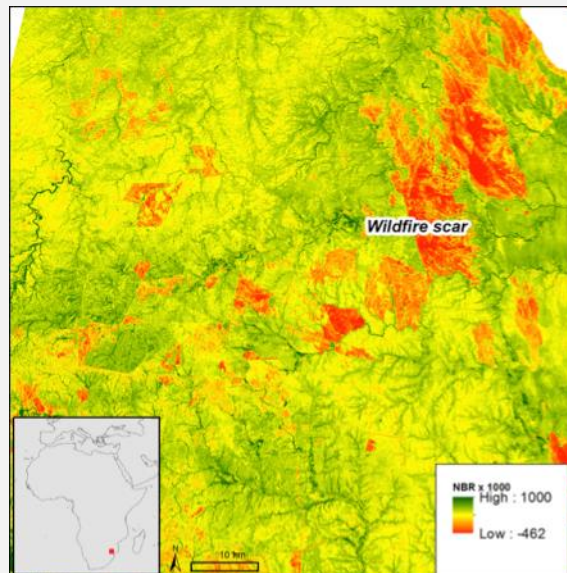 Wildfire scar
NBR x 1000
High : 1000
Low : -462
N
10 km